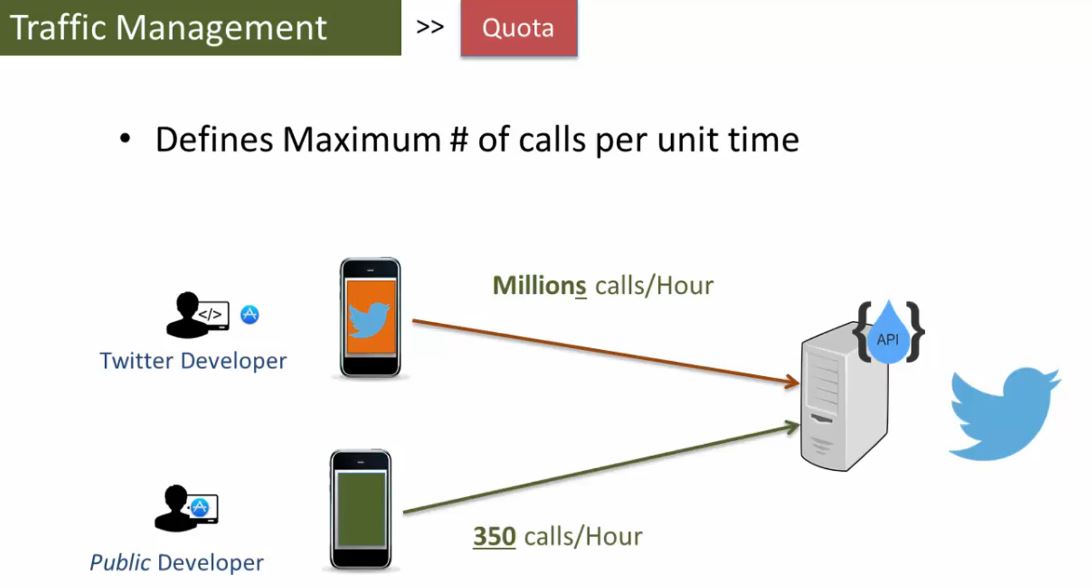 Traffic Management >> Quota
• Defines Maximum # of calls per unit time
Millions calls/Hour
</>
API
Twitter Developer
350 calls/Hour
Public Developer